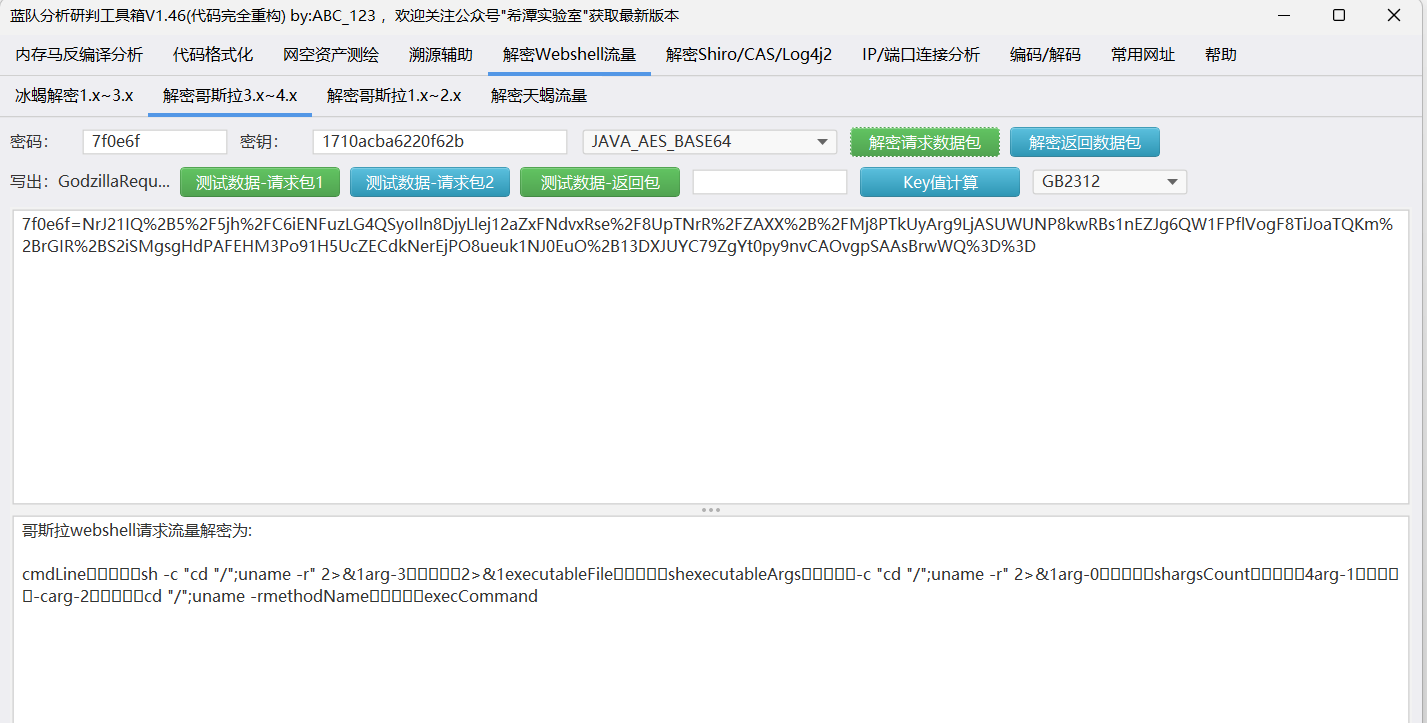 蓝队分析研判工具箱V1.46(代码完全重构) by:ABC_123 ，欢迎关注公众号"希潭实验室"获取最新版本
内存马反编译分析 代码格式化 网空资产测绘 溯源辅助 解密Webshell流量 解密Shiro/CAS/Log4j2 IP/端口连接分析 编码/解码 常用网址 帮助
冰蝎解密1.x~3.x 解密哥斯拉3.x~4.x 解密哥斯拉1.x~2.x 解密天蝎流量
密码： 7f0e6f 密钥： 1710acba6220f62b JAVA_AES_BASE64 解密请求数据包 解密返回数据包
写出：GodzillaRequ... 测试数据-请求包1 测试数据-请求包2 测试数据-返回包 Key值计算 GB2312
7f0e6f=NrJ21IQ%2B5%2F5jh%2FC6iENFuzLG4QSyoIln8DjyLlej12aZxFNdvxRse%2F8UpTNrR%2FZAXX%2B%2FMj8PTkUyArg9LjASUWUNP8kwRBs1nEZJg6QW1FPflVogF8TiJoaTQKm%
2BrGIR%2BS2iSMgsgHdPAFEHM3Po91H5UcZECdkNerEjPO8ueuk1NJ0EuO%2B13DXJUYC79ZgYt0py9nvCAOvgpSAAsBrwWQ%3D%3D
哥斯拉webshell请求流量解密为:
cmdLine▯▯▯▯▯sh -c "cd "/";uname -r" 2>&1arg-3▯▯▯▯▯2>&1executableFile▯▯▯▯▯shexecutableArgs▯▯▯▯▯-c "cd "/";uname -r" 2>&1arg-0▯▯▯▯▯shargsCount▯▯▯▯▯4arg-1▯▯▯▯
▯-carg-2▯▯▯▯▯cd "/";uname -rmethodName▯▯▯▯▯execCommand